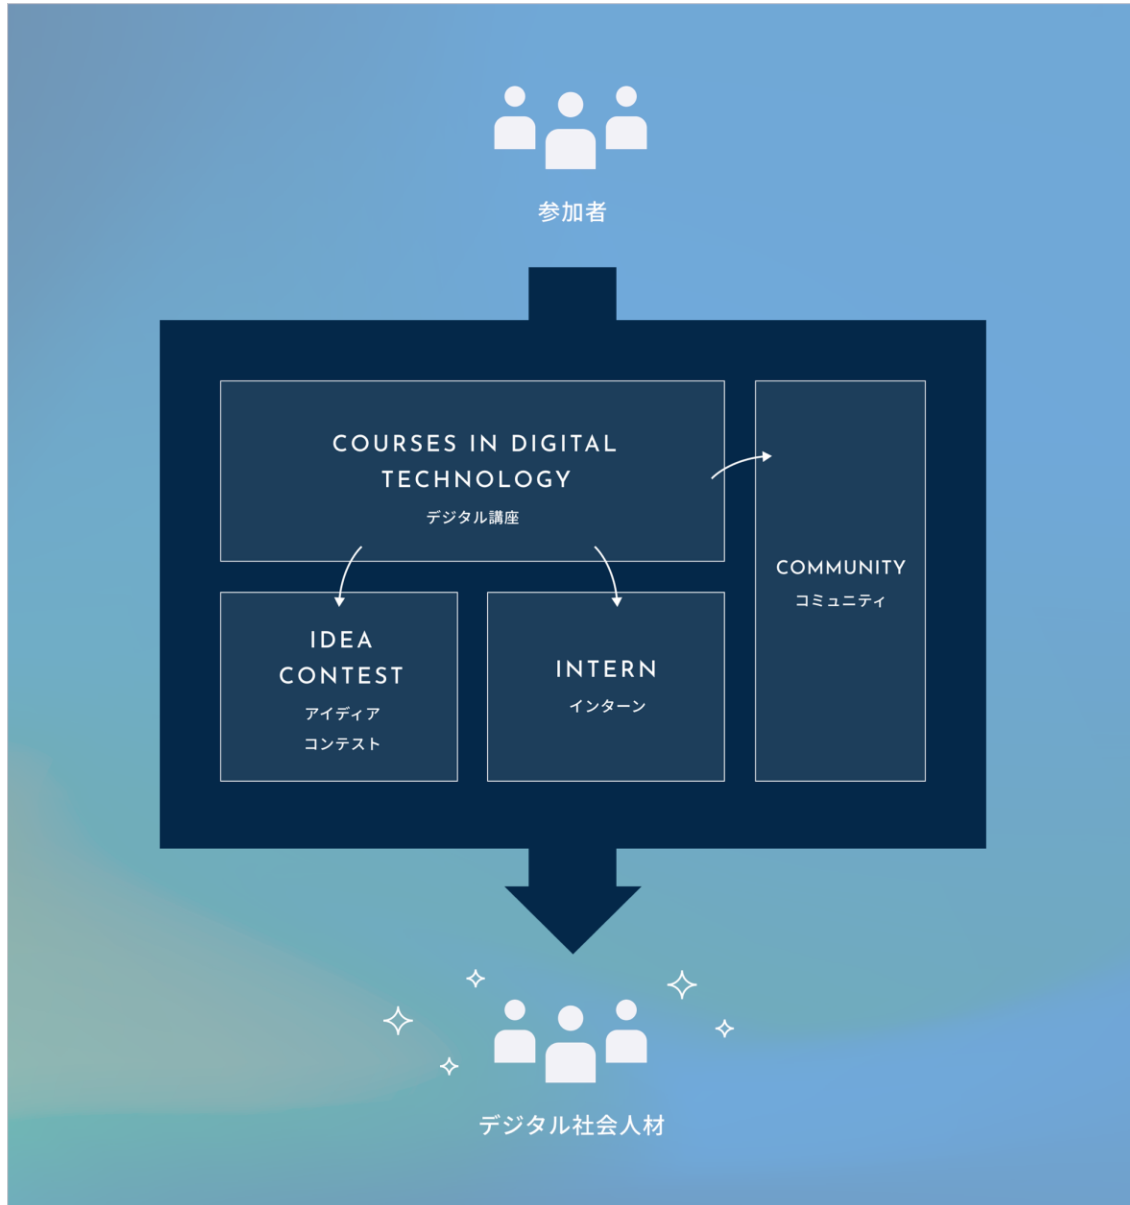 参加者
COURSES IN DIGITAL
TECHNOLOGY
デジタル講座
COMMUNITY
コミュニティ
IDEA
CONTEST
アイディア
コンテスト
INTERN
インターン
デジタル社会人材